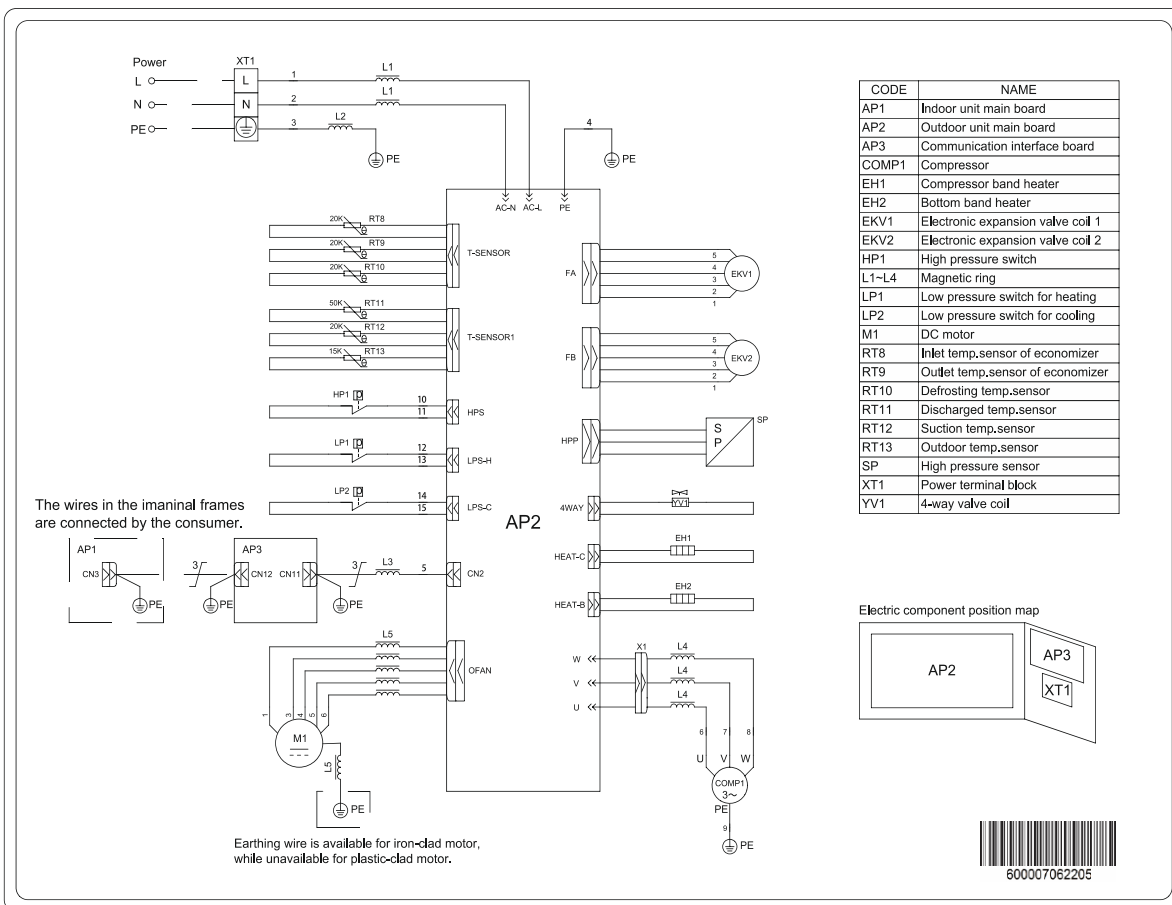 Power
XT1
L
L
1
L1
N
N
2
L1
PE
3
L2
PE
4
PE
AC-N
AC-L
PE
20K
RT8
20K
RT9
20K
RT10
T-SENSOR
50K
RT11
20K
RT12
15K
RT13
T-SENSOR1
HP1
P
10
11
HPS
LP1
P
12
13
LPS-H
LP2
P
14
15
LPS-C
AP2
The wires in the imaninal frames
are connected by the consumer.
AP1
CN3
PE
3
PE
AP3
CN12
CN11
PE
3
L3
5
CN2
L5
OFAN
1
3
4
5
6
M1
L5
PE
Earthing wire is available for iron-clad motor,
while unavailable for plastic-clad motor.
FA
5
4
3
2
1
EKV1
FB
5
4
3
2
1
EKV2
HPP
S
P
SP
4WAY
YV1
HEAT-C
EH1
HEAT-B
EH2
W
V
U
X1
L4
L4
L4
6
7
8
U
V
W
COMP1
3~
PE
9
PE
CODE NAME
AP1 Indoor unit main board
AP2 Outdoor unit main board
AP3 Communication interface board
COMP1 Compressor
EH1 Compressor band heater
EH2 Bottom band heater
EKV1 Electronic expansion valve coil 1
EKV2 Electronic expansion valve coil 2
HP1 High pressure switch
L1~L4 Magnetic ring
LP1 Low pressure switch for heating
LP2 Low pressure switch for cooling
M1 DC motor
RT8 Inlet temp.sensor of economizer
RT9 Outlet temp.sensor of economizer
RT10 Defrosting temp.sensor
RT11 Discharged temp.sensor
RT12 Suction temp.sensor
RT13 Outdoor temp.sensor
SP High pressure sensor
XT1 Power terminal block
YV1 4-way valve coil
Electric component position map
AP2
AP3
XT1
600007062205